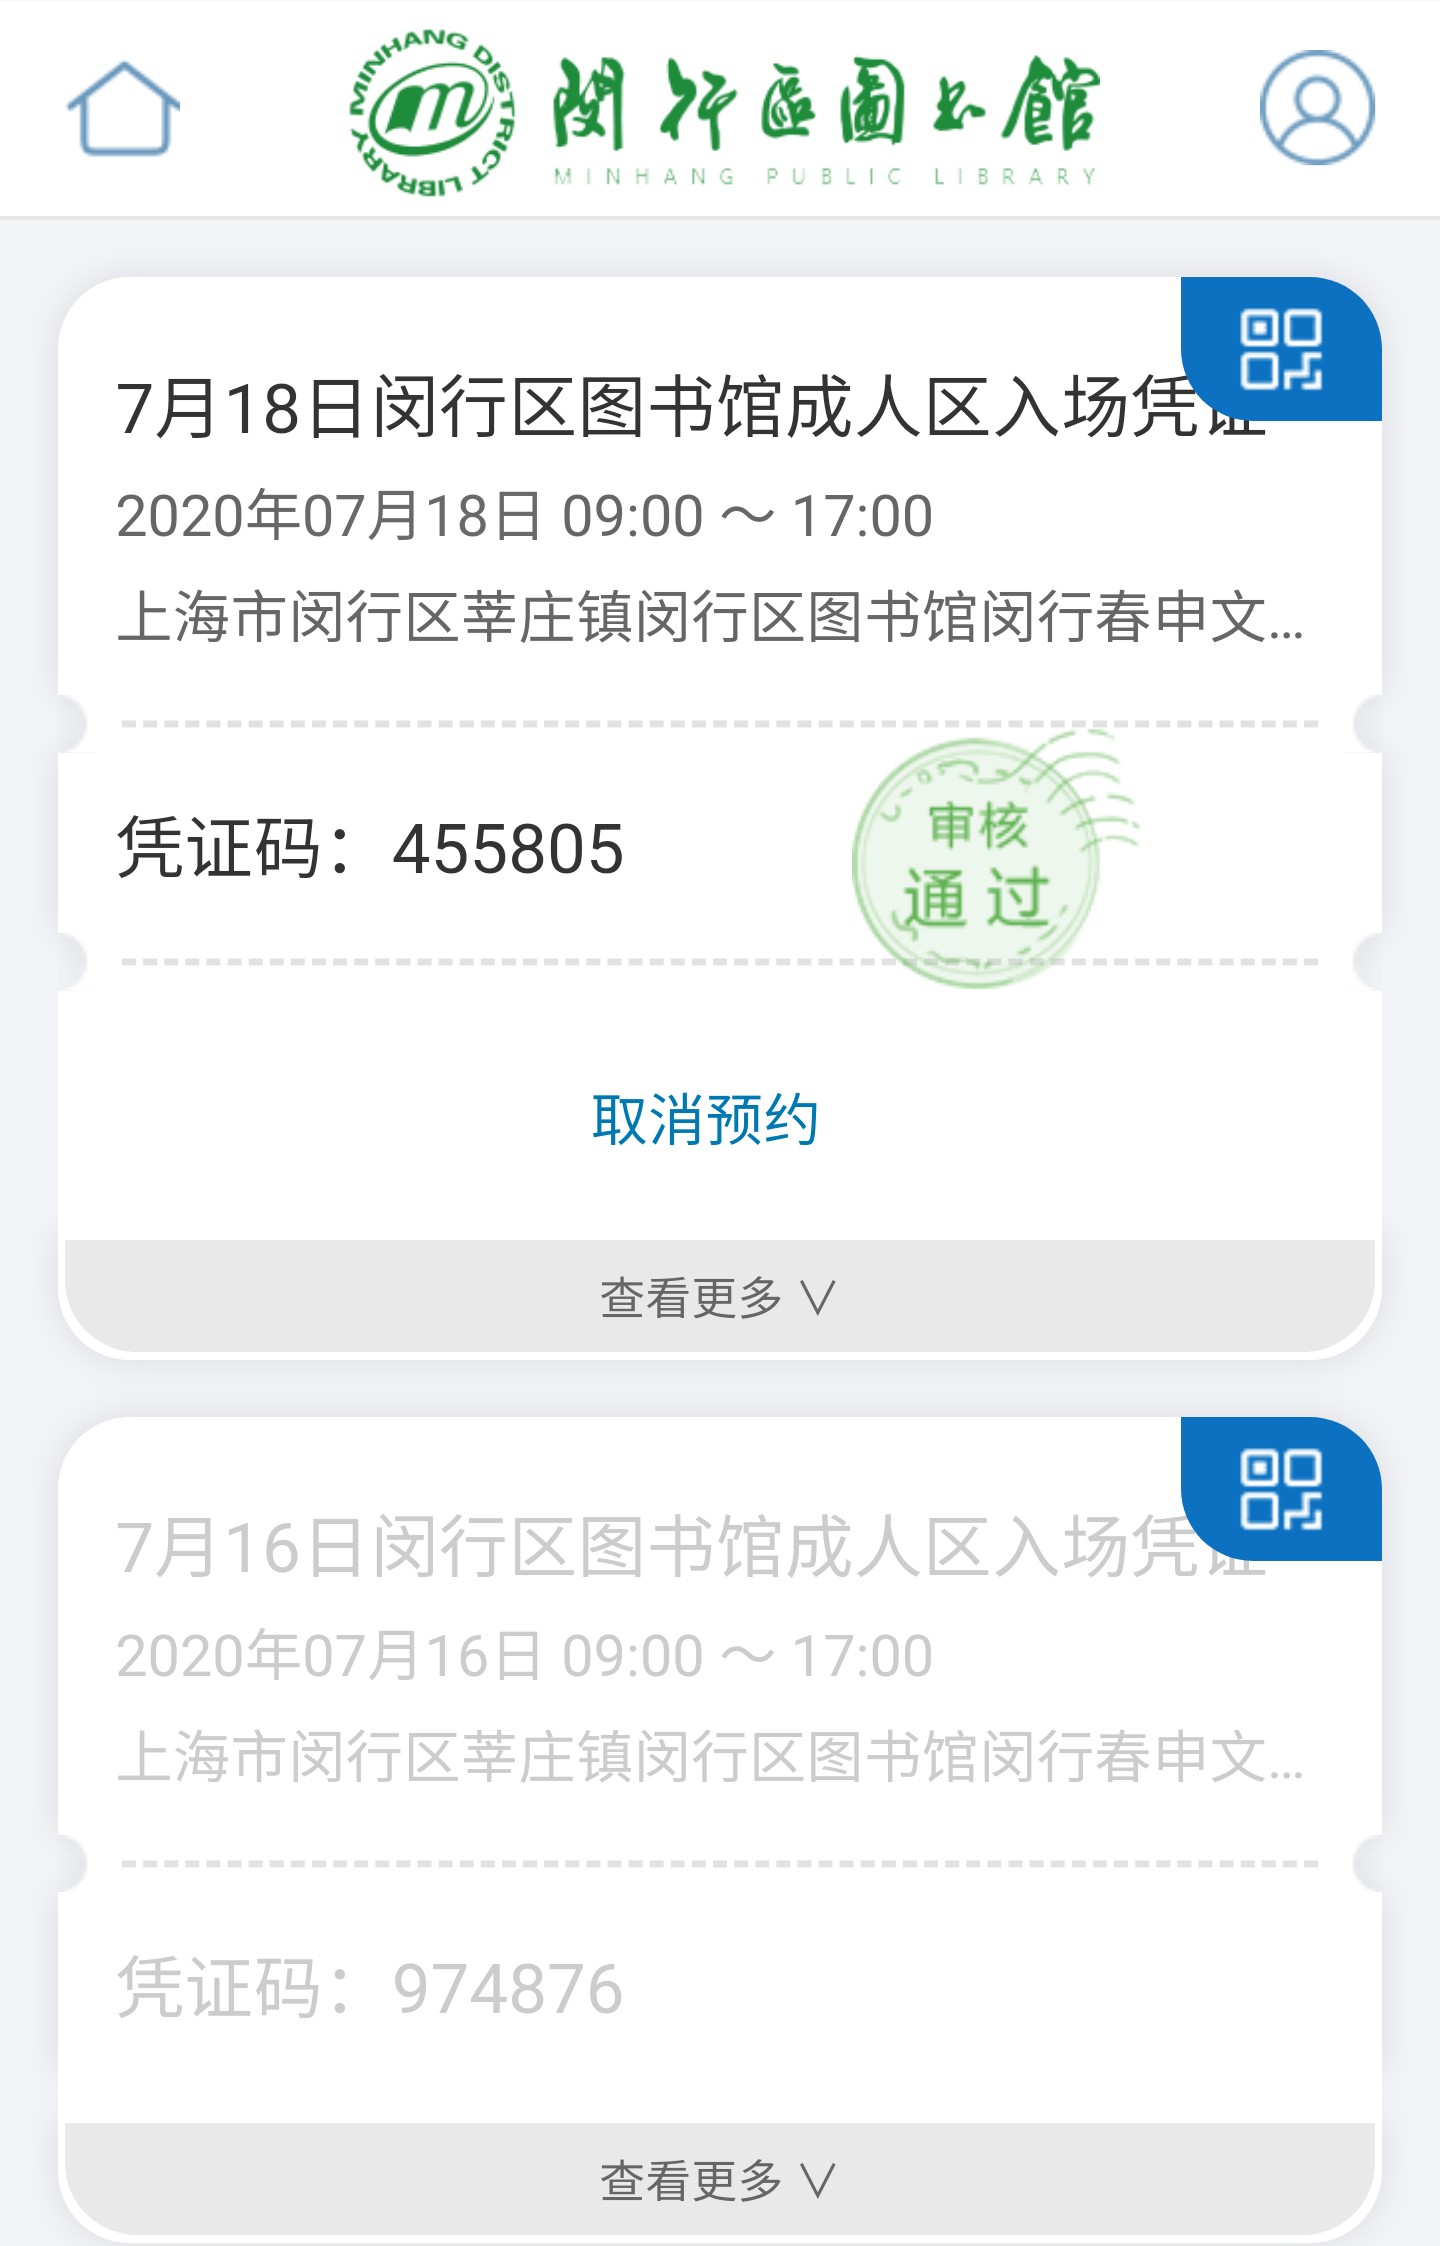 MINHANG DISTRICT LIBRARY
m
閔行區圖书館
MINHANG PUBLIC LIBRARY
7月18日闵行区图书馆成人区入场凭证
2020年07月18日 09:00 ~ 17:00
上海市闵行区莘庄镇闵行区图书馆闵行春申文...
凭证码：455805
审核
通过
取消预约
查看更多 ∨
7月16日闵行区图书馆成人区入场凭证
2020年07月16日 09:00 ~ 17:00
上海市闵行区莘庄镇闵行区图书馆闵行春申文...
凭证码：974876
查看更多 ∨